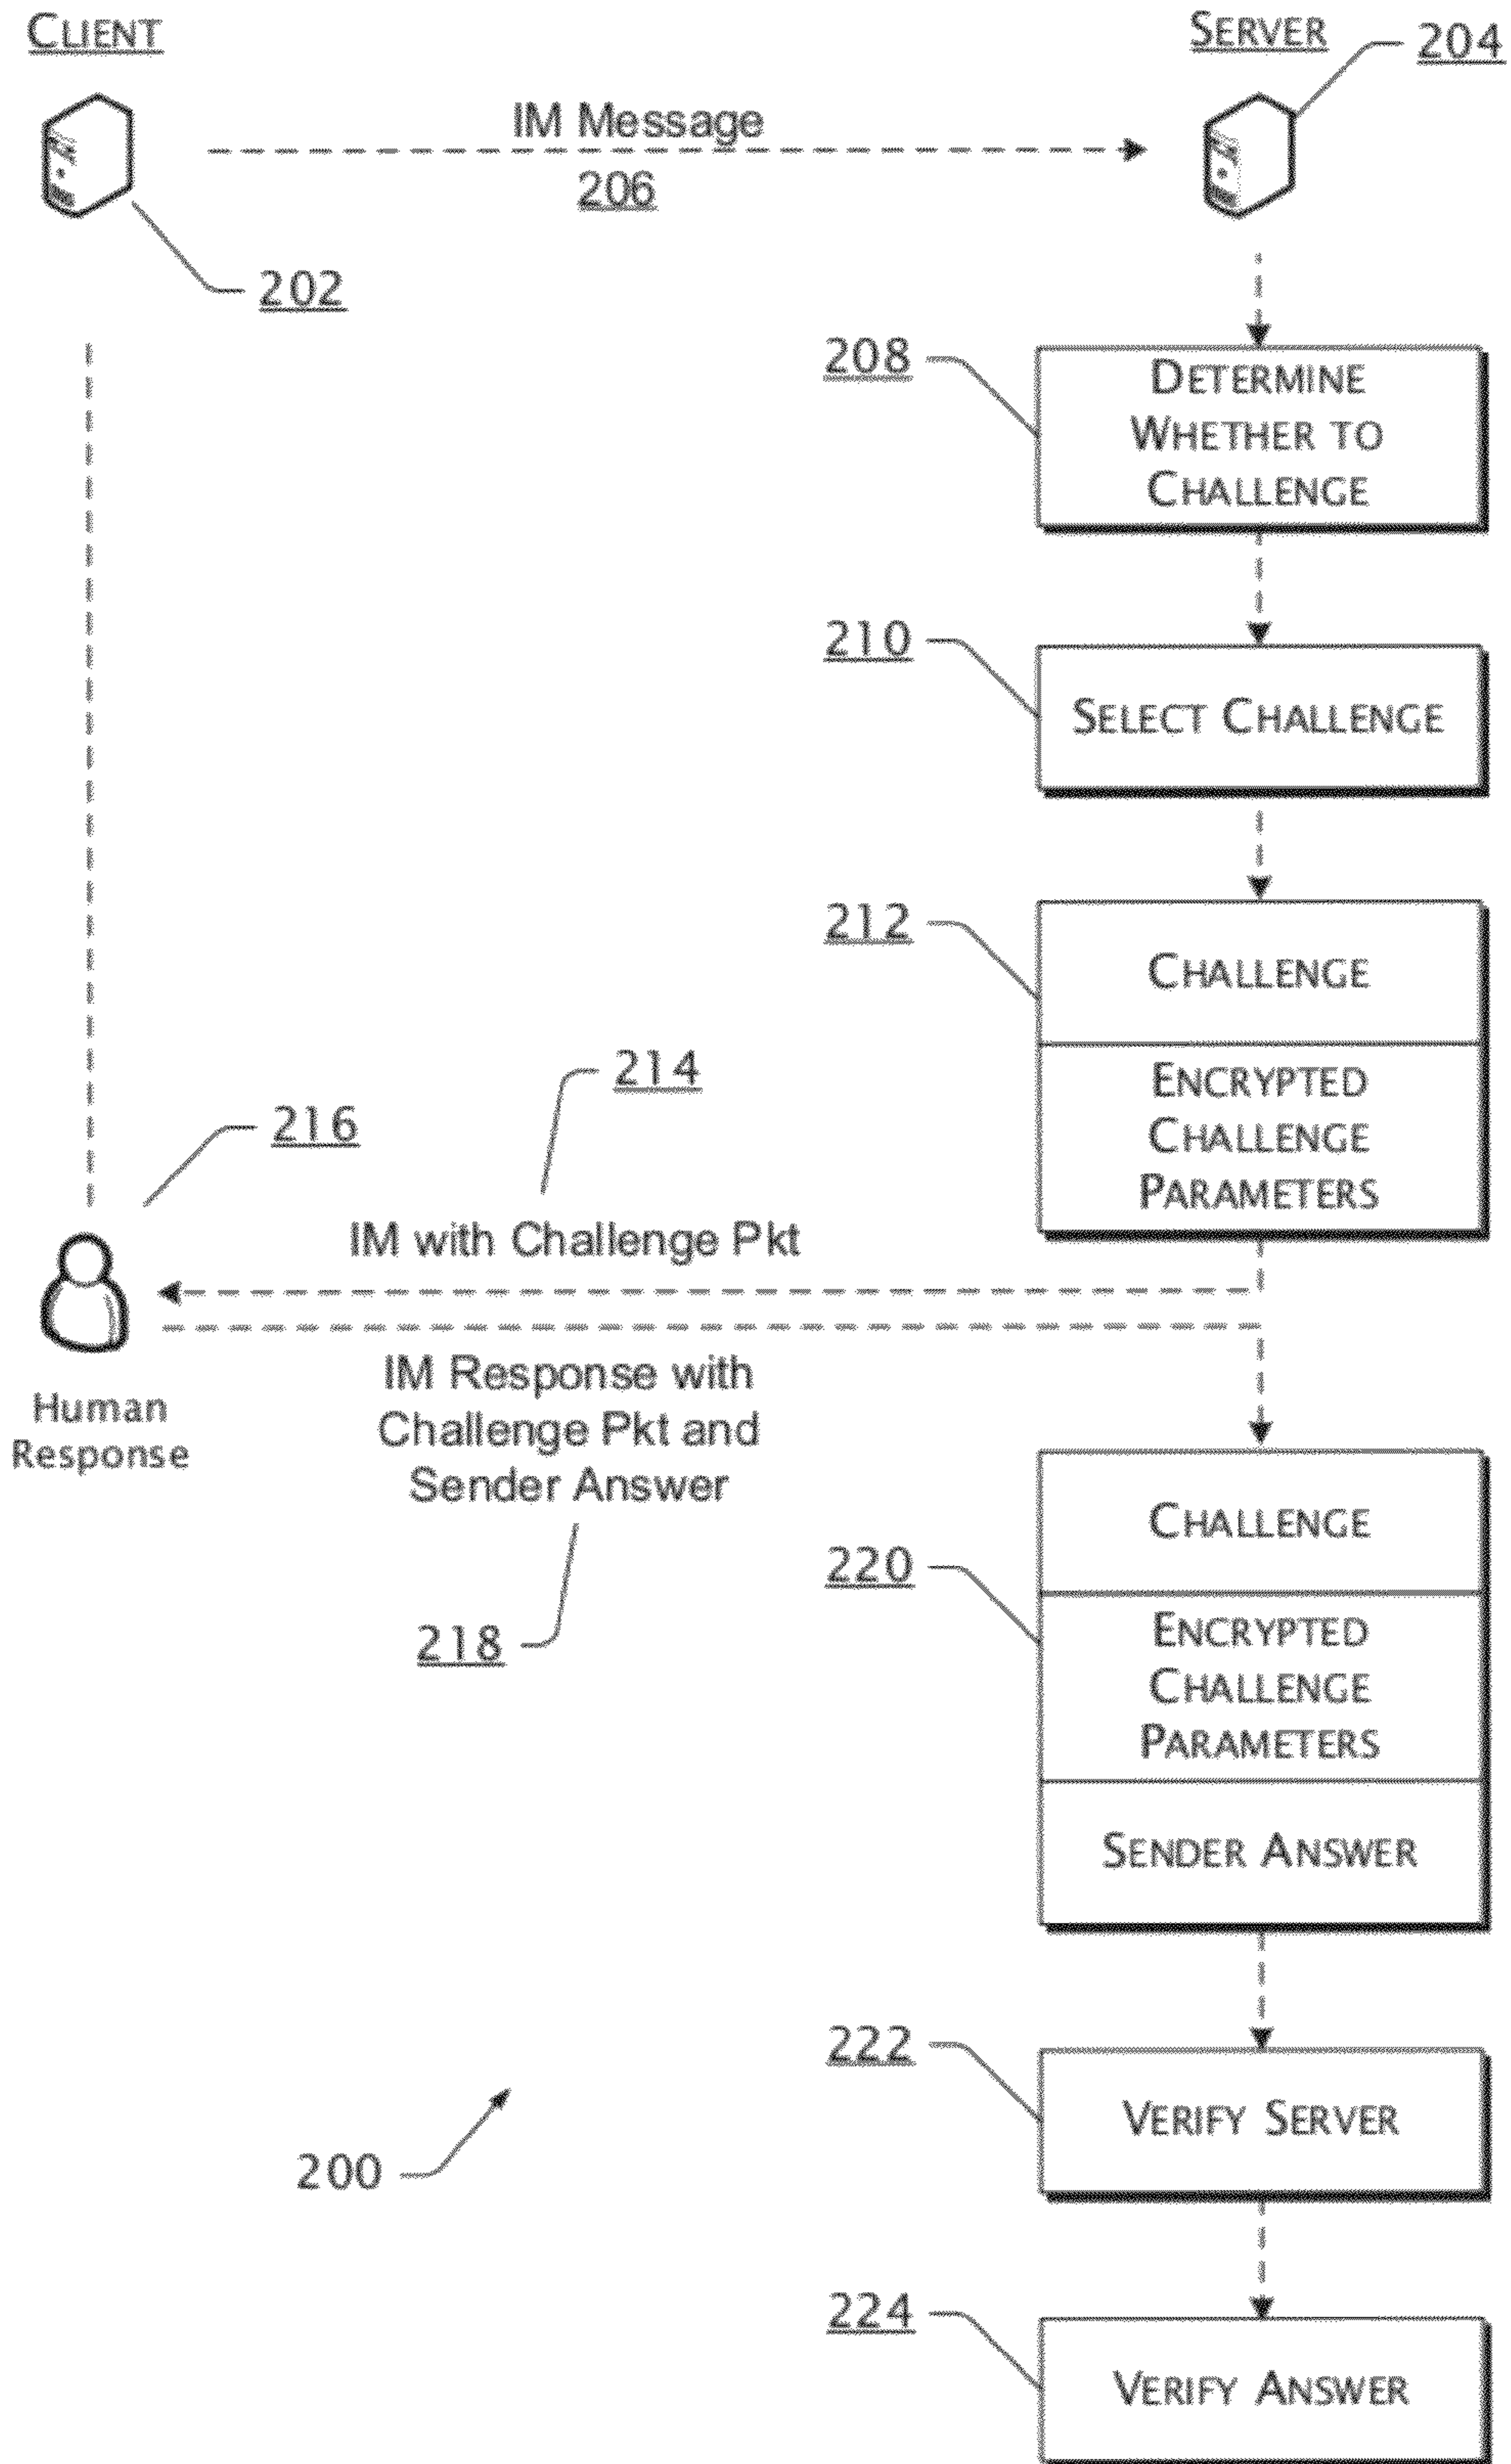 CLIENT
SERVER
204
IM Message
206
202
208
DETERMINE
WHETHER TO
CHALLENGE
210
SELECT CHALLENGE
212
CHALLENGE
ENCRYPTED
CHALLENGE
PARAMETERS
214
216
IM with Challenge Pkt
Human
Response
IM Response with
Challenge Pkt and
Sender Answer
218
220
CHALLENGE
ENCRYPTED
CHALLENGE
PARAMETERS
SENDER ANSWER
222
VERIFY SERVER
200
224
VERIFY ANSWER